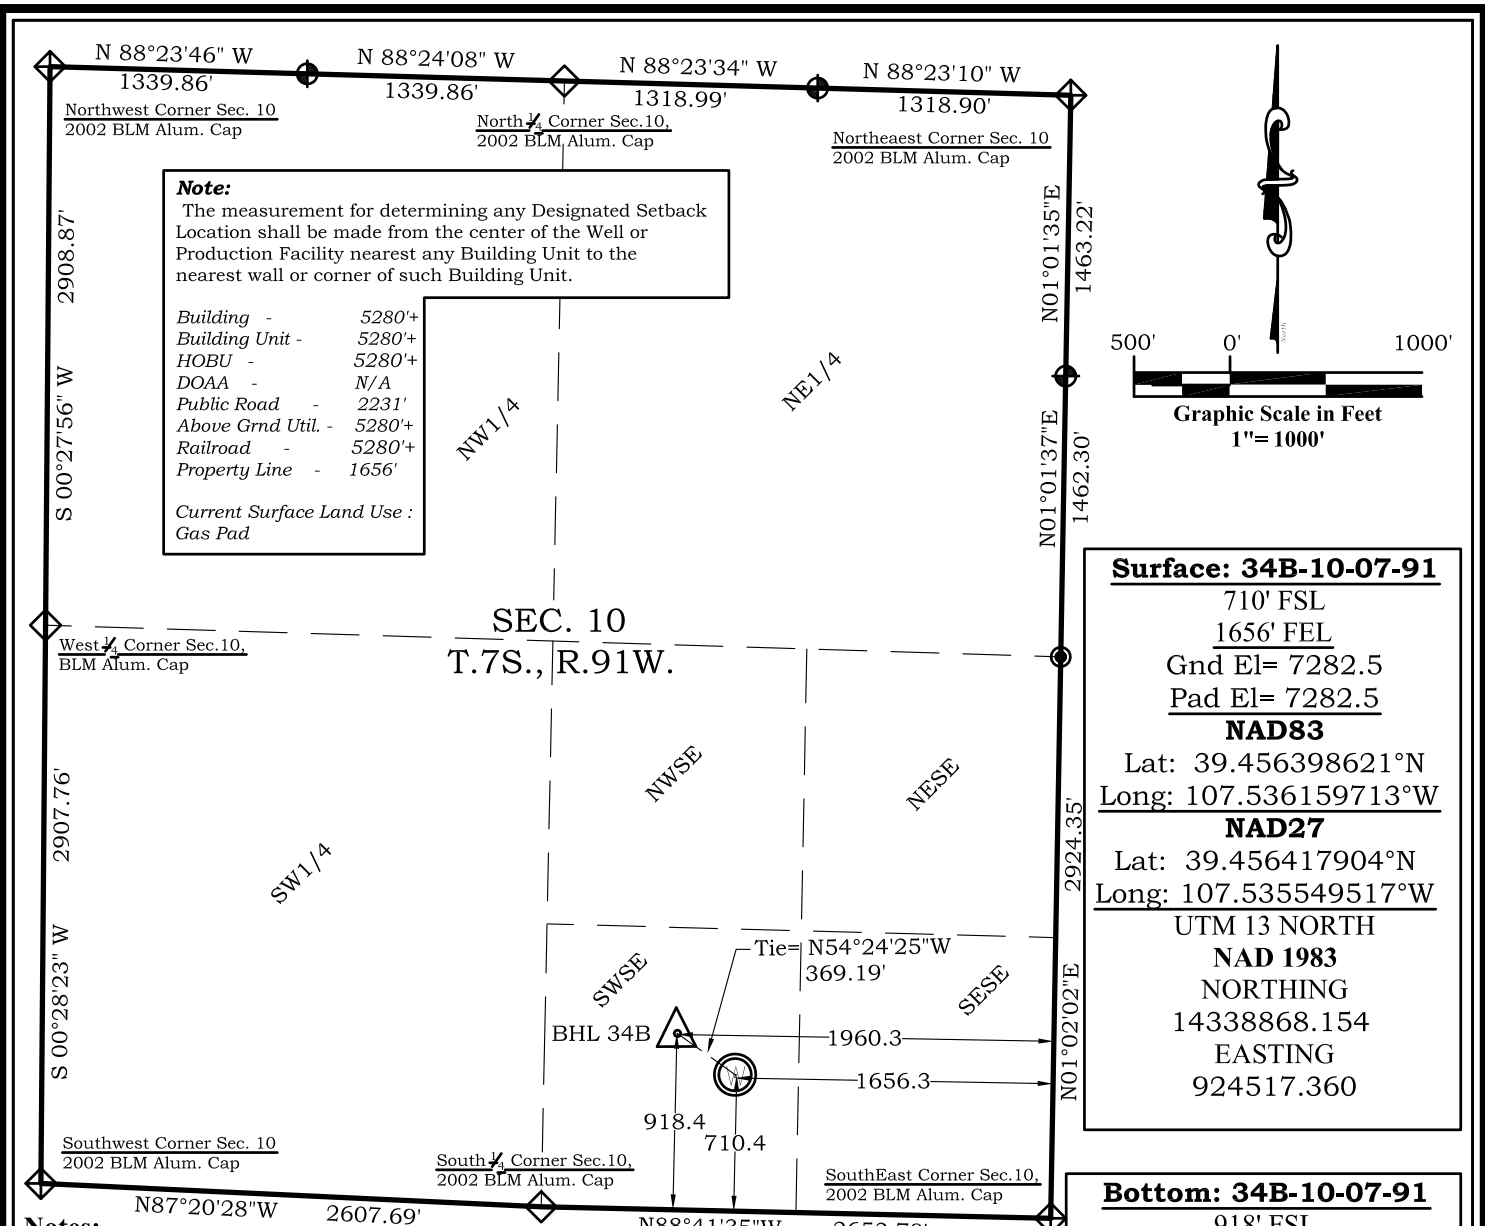 N 88°23'46" W
1339.86'
N 88°24'08" W
1339.86'
N 88°23'34" W
1318.99'
N 88°23'10" W
1318.90'
Northwest Corner Sec. 10
2002 BLM Alum. Cap
North 1/4 Corner Sec.10,
2002 BLM Alum. Cap
Northeaest Corner Sec. 10
2002 BLM Alum. Cap
Note:
The measurement for determining any Designated Setback
Location shall be made from the center of the Well or
Production Facility nearest any Building Unit to the
nearest wall or corner of such Building Unit.
Building - 5280'+
Building Unit - 5280'+
HOBU - 5280'+
DOAA - N/A
Public Road - 2231'
Above Grnd Util. - 5280'+
Railroad - 5280'+
Property Line - 1656'
Current Surface Land Use :
Gas Pad
S 00°27'56" W 2908.87'
NW1/4
NE1/4
N01°01'35"E
1463.22'
N01°01'37"E
1462.30'
North
500' 0' 1000'
Graphic Scale in Feet
1"= 1000'
SEC. 10
T.7S., R.91W.
West 1/4 Corner Sec.10,
BLM Alum. Cap
S 00°28'23" W 2907.76'
SW1/4
NWSE
NESE
SWSE
SESE
2924.35'
N01°02'02"E
Tie= N54°24'25"W
369.19'
BHL 34B
W
1960.3
1656.3
918.4
710.4
Southwest Corner Sec. 10
2002 BLM Alum. Cap
South 1/4 Corner Sec.10,
2002 BLM Alum. Cap
SouthEast Corner Sec.10,
2002 BLM Alum. Cap
N87°20'28"W 2607.69'
N88°41'35"W 2652.79'
Notes:
Surface: 34B-10-07-91
710' FSL
1656' FEL
Gnd El= 7282.5
Pad El= 7282.5
NAD83
Lat: 39.456398621°N
Long: 107.536159713°W
NAD27
Lat: 39.456417904°N
Long: 107.535549517°W
UTM 13 NORTH
NAD 1983
NORTHING
14338868.154
EASTING
924517.360
Bottom: 34B-10-07-91
918' FSL